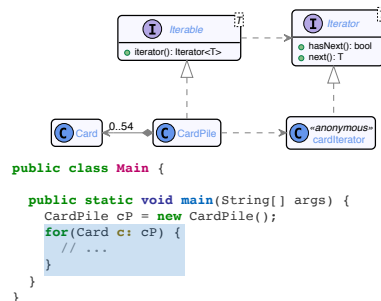 I Iterable T
iterator(): Iterator<T>
I Iterator
hasNext(): bool
next(): T
C Card
0..54
C CardPile
C «anonymous»
cardIterator
public class Main {
public static void main(String[] args) {
CardPile cP = new CardPile();
for(Card c: cP) {
// ...
}
}
}